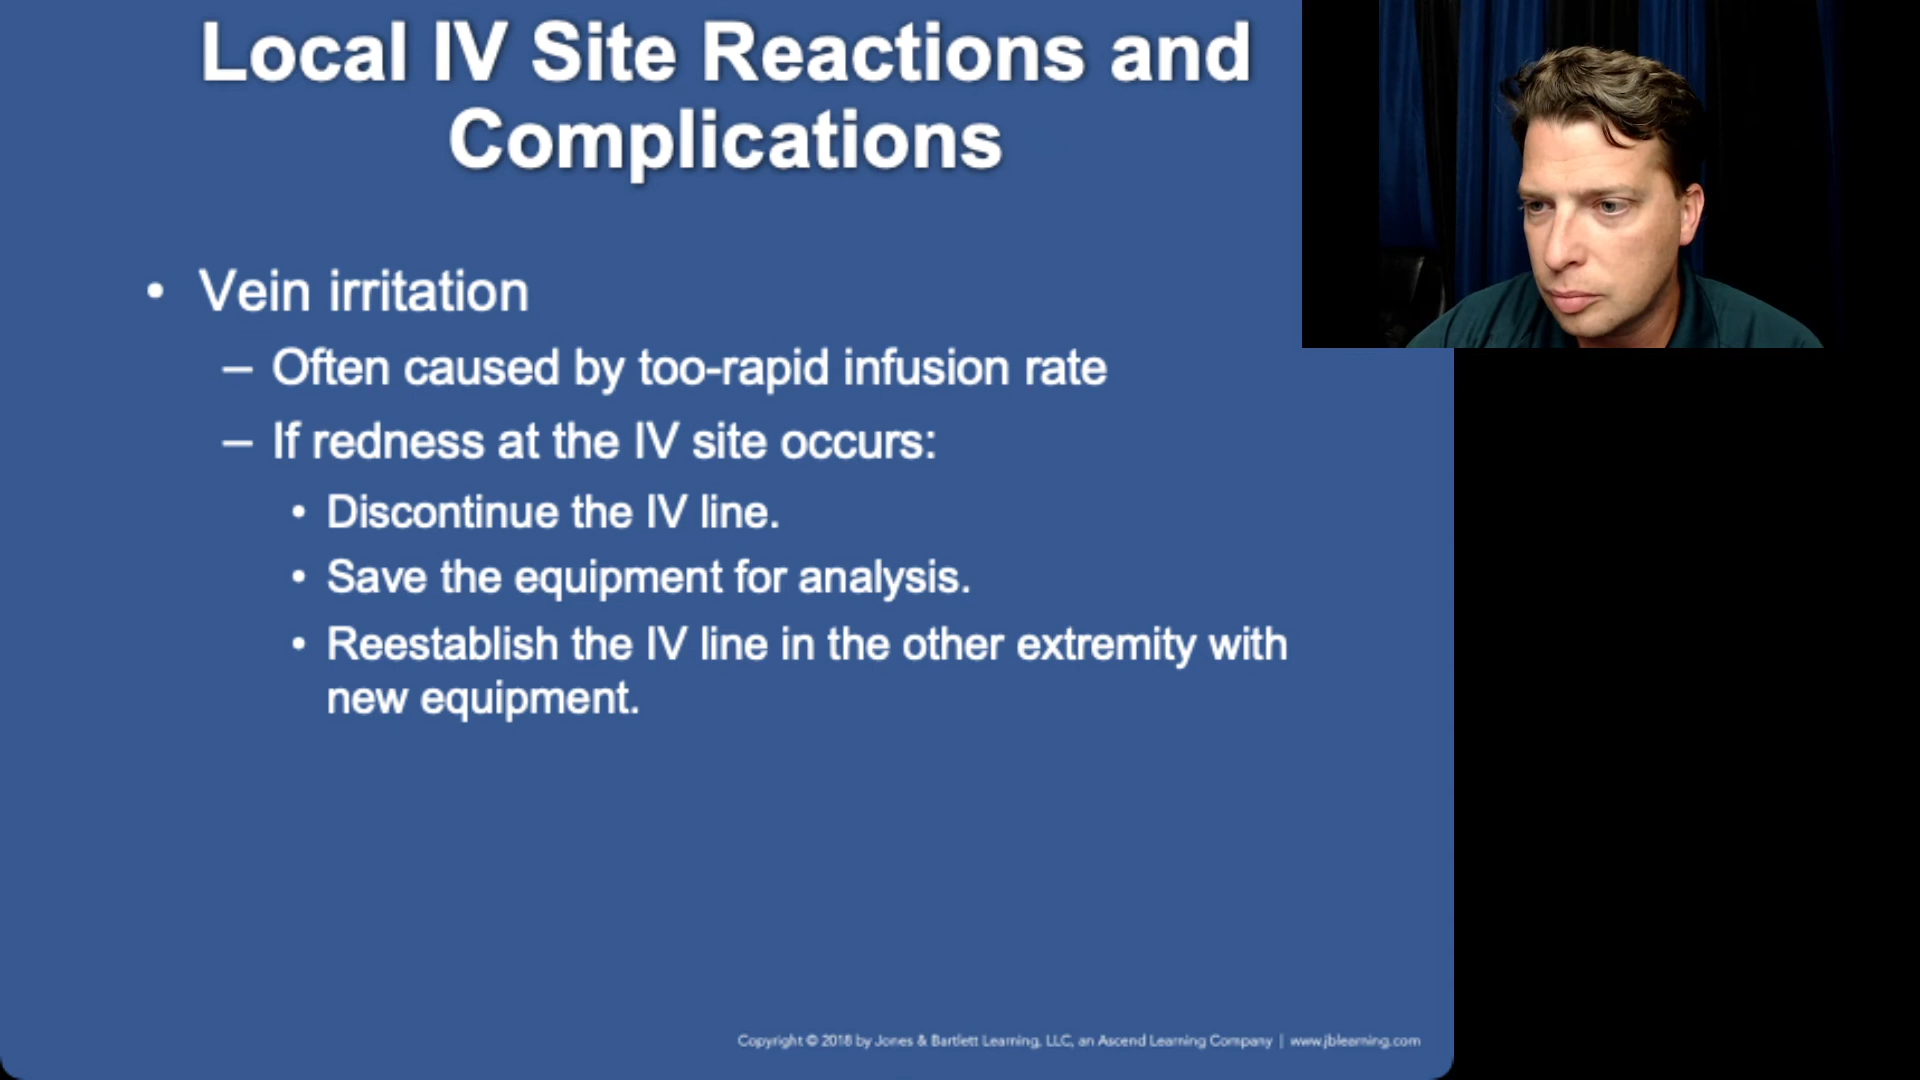 Local IV Site Reactions and
Complications
• Vein irritation
– Often caused by too-rapid infusion rate
– If redness at the IV site occurs:
• Discontinue the IV line.
• Save the equipment for analysis.
• Reestablish the IV line in the other extremity with
new equipment.
Copyright © 2018 by Jones & Bartlett Learning, LLC, an Ascend Learning Company | www.jblearning.com